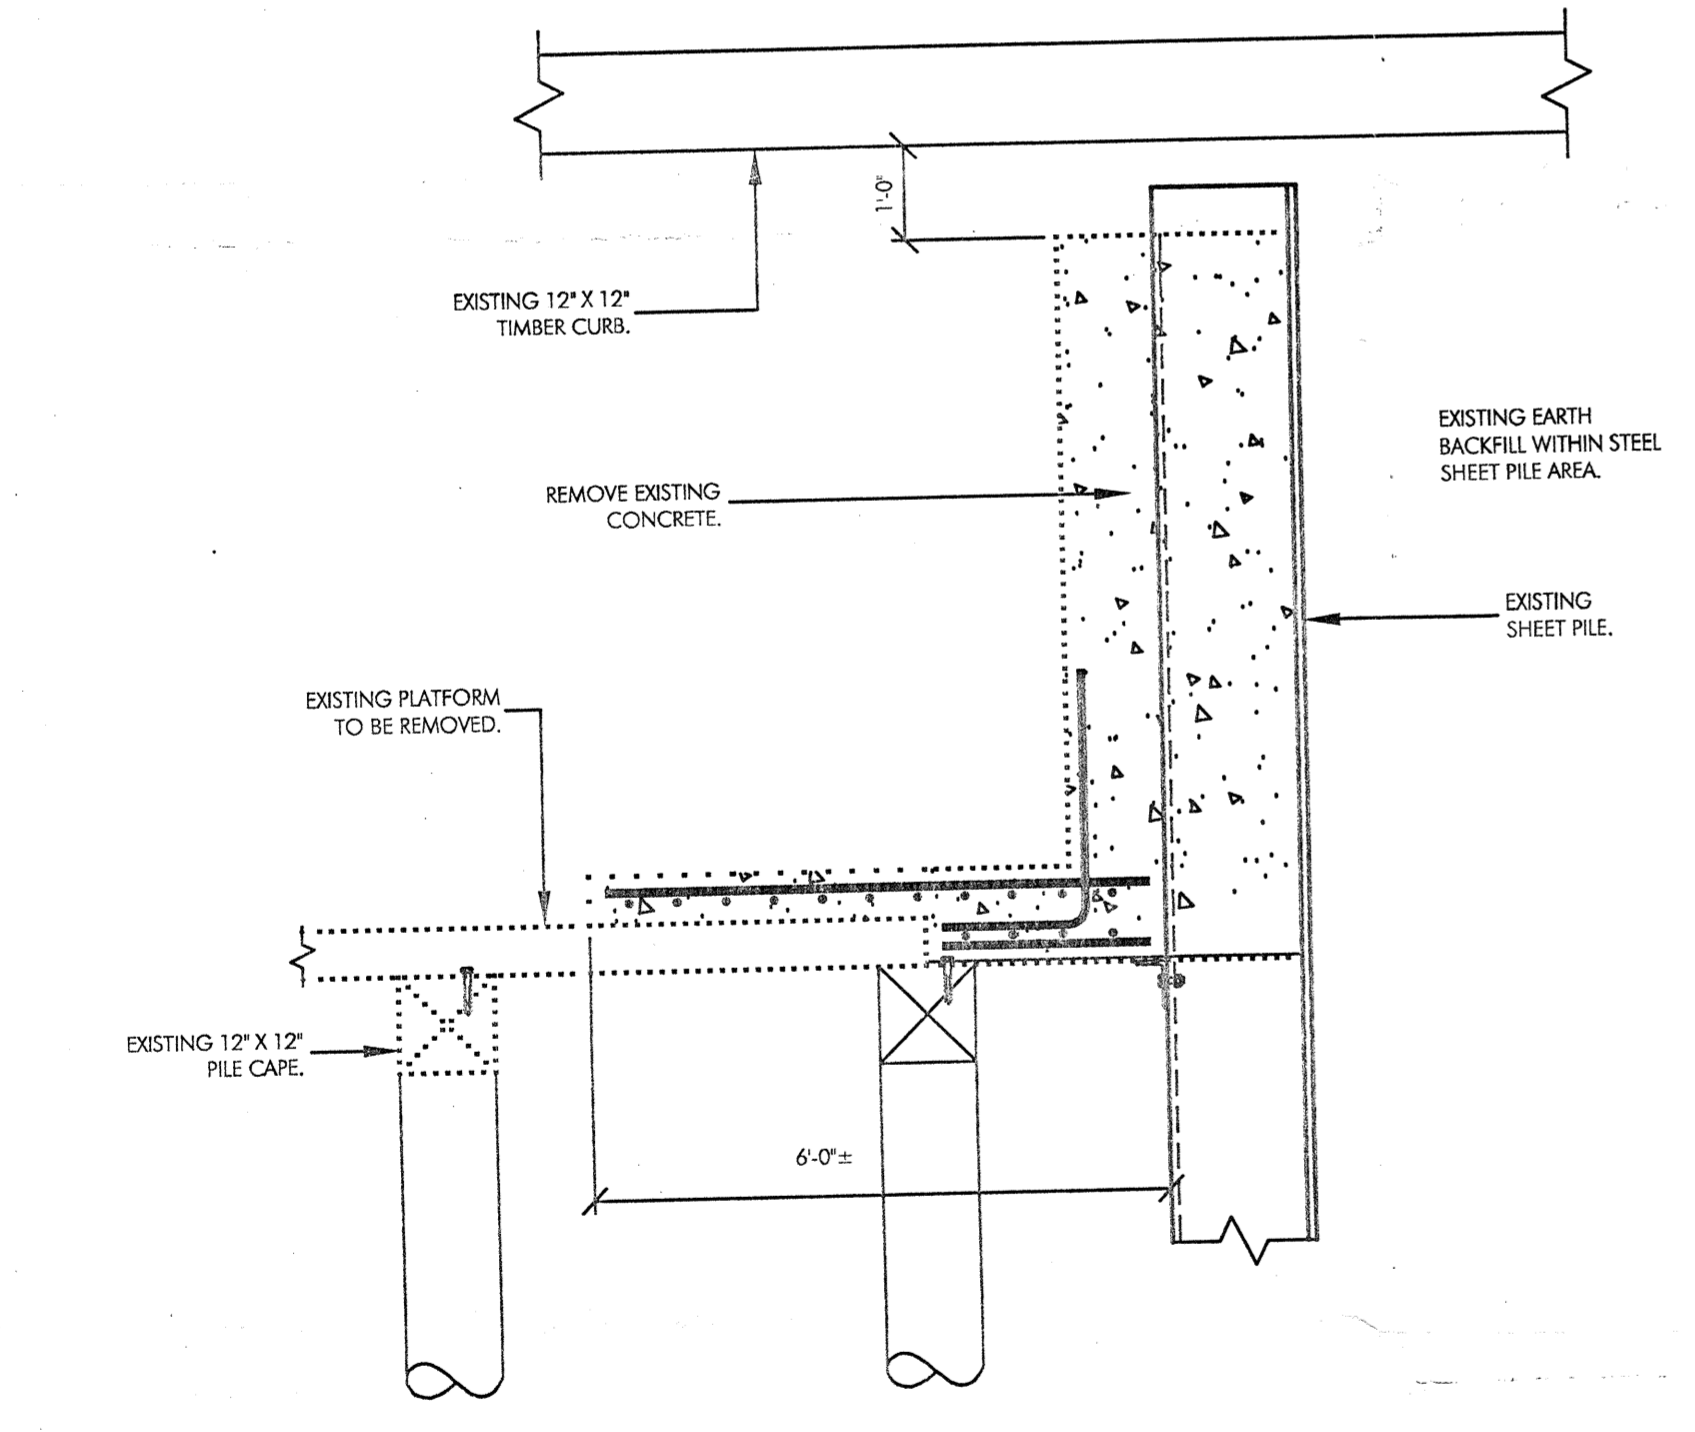 1'-0"
EXISTING 12" X 12"
TIMBER CURB.
EXISTING EARTH
BACKFILL WITHIN STEEL
SHEET PILE AREA.
REMOVE EXISTING
CONCRETE.
EXISTING
SHEET PILE.
EXISTING PLATFORM
TO BE REMOVED.
EXISTING 12" X 12"
PILE CAPE.
6'-0"±